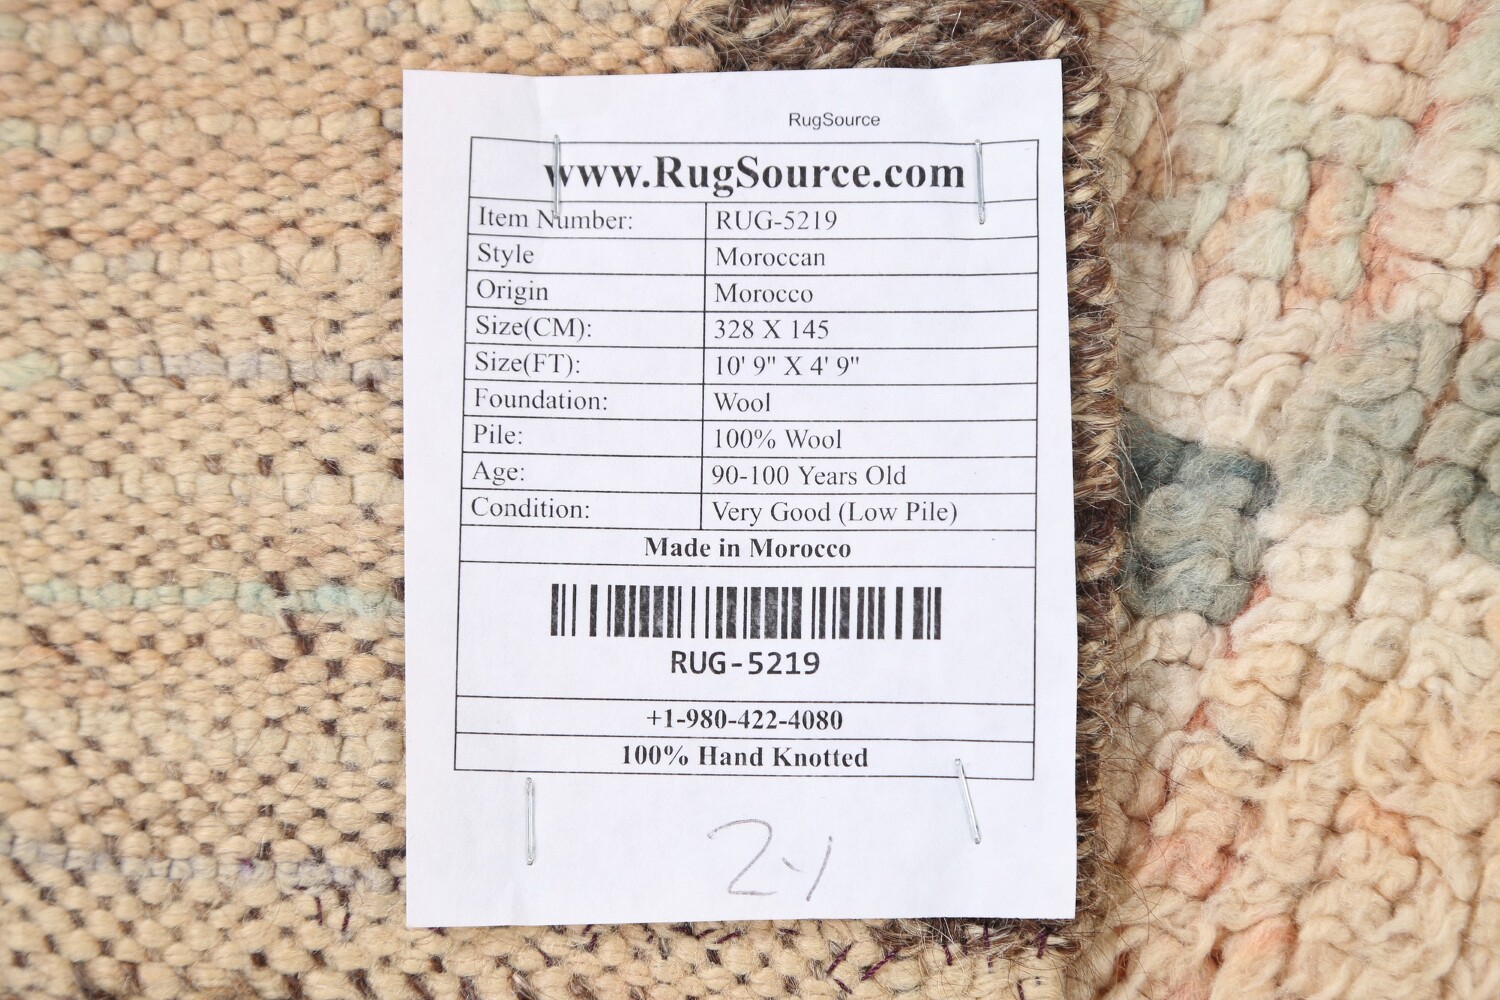 RugSource
www.RugSource.com
Item Number: RUG-5219
Style Moroccan
Origin Morocco
Size(CM): 328 X 145
Size(FT): 10' 9" X 4' 9"
Foundation: Wool
Pile: 100% Wool
Age: 90-100 Years Old
Condition: Very Good (Low Pile)
Made in Morocco
RUG-5219
+1-980-422-4080
100% Hand Knotted